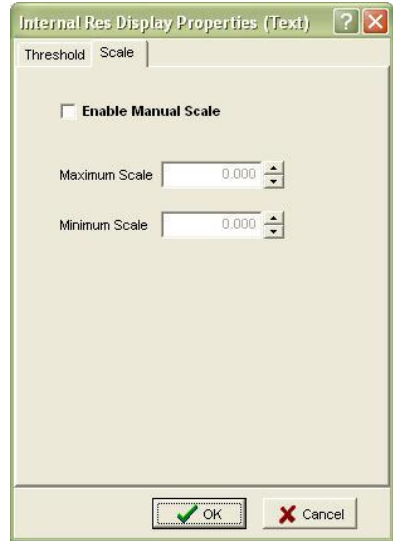 Internal Res Display Properties (Text) ?
Threshold Scale
Enable Manual Scale
Maximum Scale 0.000
Minimum Scale 0.000
OK Cancel